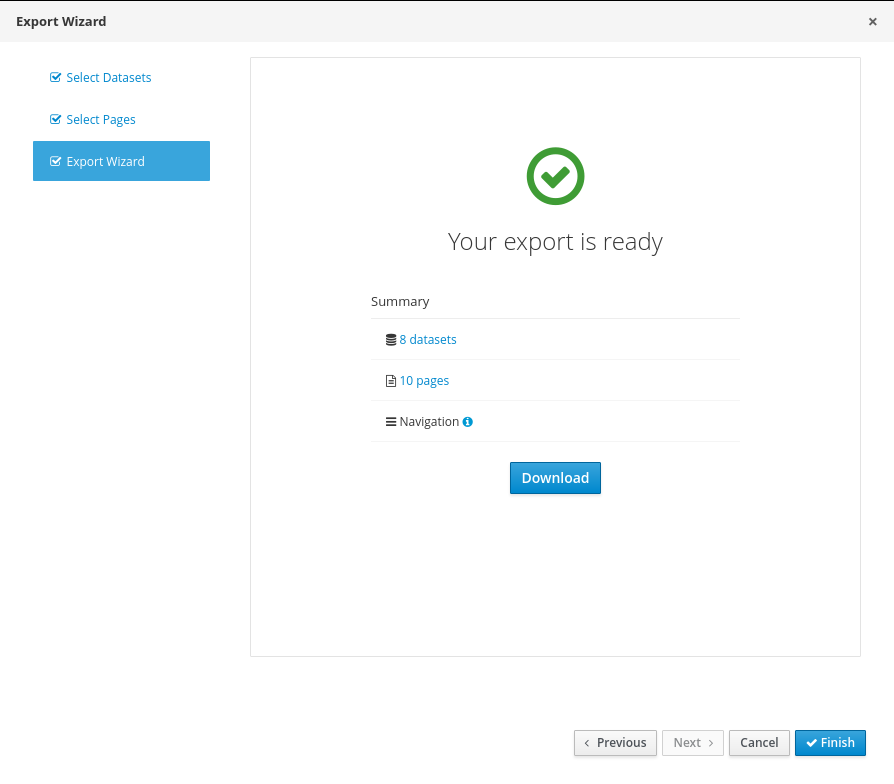 Export Wizard
×
Select Datasets
Select Pages
Export Wizard
Your export is ready
Summary
8 datasets
10 pages
Navigation
Download
Previous
Next
Cancel
Finish